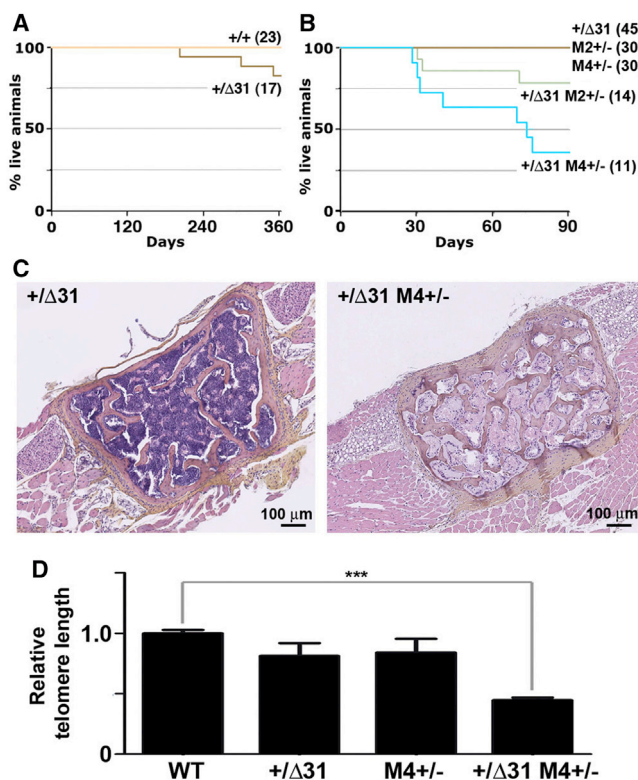 A
+/+ (23)
+/Δ31 (17)
100
50
0
% live animals
0 120 240 360
Days
B
+/Δ31 (45
M2+/- (30
M4+/- (30
+/Δ31 M2+/- (14)
+/Δ31 M4+/- (11)
100
50
0
% live animals
0 30 60 90
Days
C
+/Δ31
100 μm
+/Δ31 M4+/-
100 μm
D
***
Relative
telomere length
1.0
0
WT +/Δ31 M4+/- +/Δ31 M4+/-